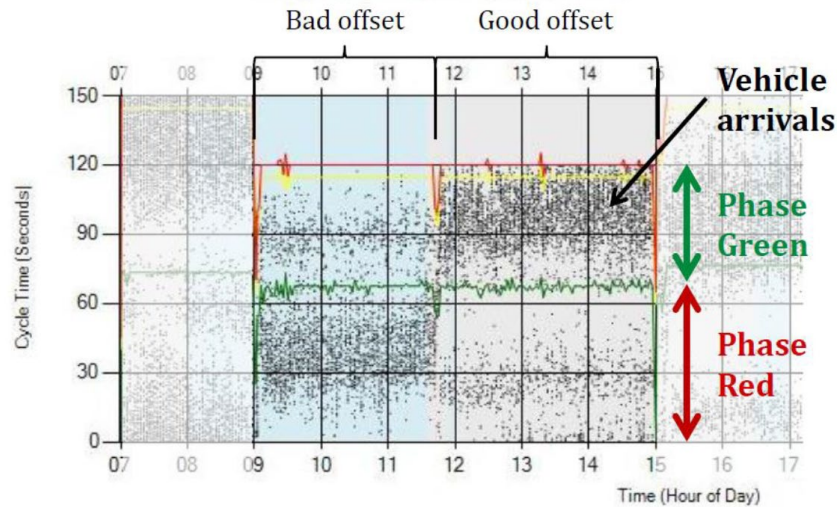 Bad offset Good offset
07 08 09 10 11 12 13 14 15 16 17
Vehicle
arrivals
150
120
90
60
30
0
Cycle Time [Seconds]
Phase
Green
Phase
Red
07 08 09 10 11 12 13 14 15 16 17
Time (Hour of Day)